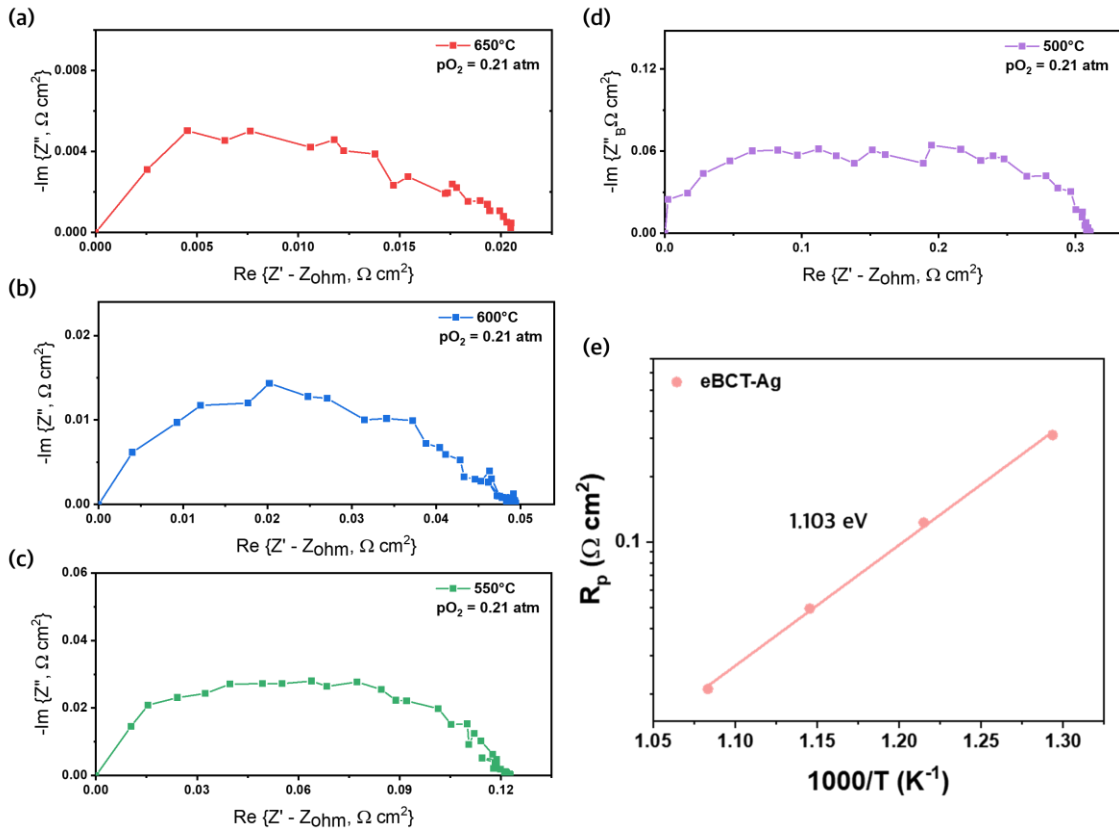 (a)
650°C
pO₂ = 0.21 atm
-Im {Z'', Ω cm²}
0.008
0.004
0.000
0.000
0.005
0.010
0.015
0.020
Re {Z' - Zohm, Ω cm²}
(b)
600°C
pO₂ = 0.21 atm
-Im {Z'', Ω cm²}
0.02
0.01
0.00
0.00
0.01
0.02
0.03
0.04
0.05
Re {Z' - Zohm, Ω cm²}
(c)
550°C
pO₂ = 0.21 atm
-Im {Z'', Ω cm²}
0.06
0.04
0.02
0.00
0.00
0.03
0.06
0.09
0.12
Re {Z' - Zohm, Ω cm²}
(d)
500°C
pO₂ = 0.21 atm
-Im {Z''B Ω cm²}
0.12
0.06
0.00
0.0
0.1
0.2
0.3
Re {Z' - Zohm, Ω cm²}
(e)
eBCT-Ag
1.103 eV
Rp (Ω cm²)
0.1
1.05
1.10
1.15
1.20
1.25
1.30
1000/T (K⁻¹)